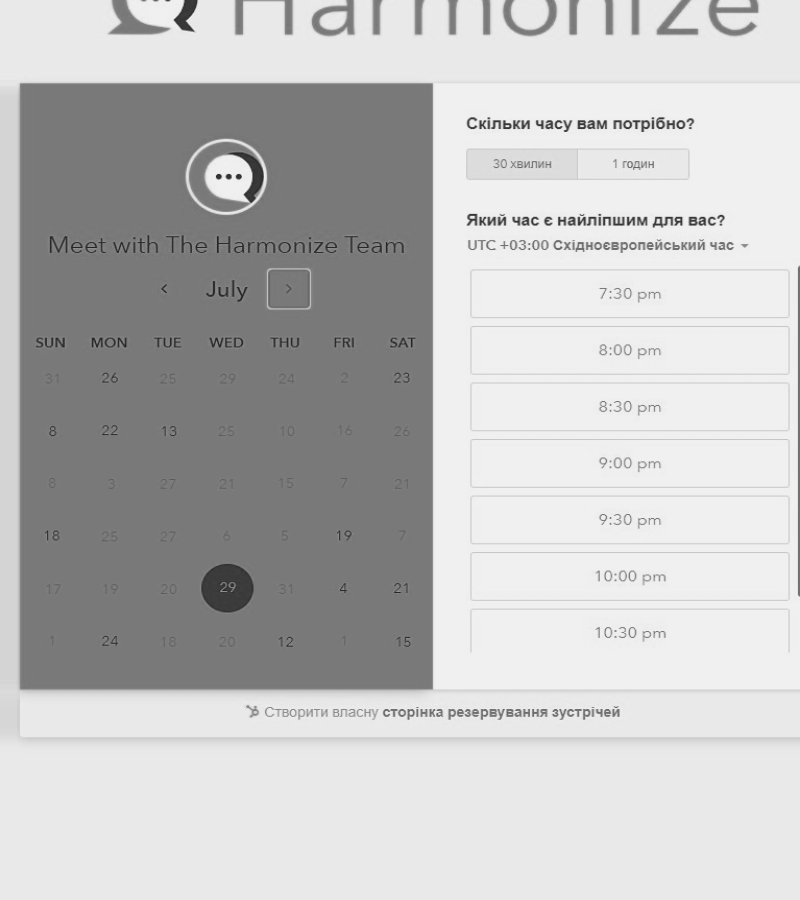 Harmonize
Meet with The Harmonize Team
July
SUN MON TUE WED THU FRI SAT
31 26 25 29 24 2 23
8 22 13 25 10 16 26
8 3 27 21 15 7 21
18 25 27 6 5 19 7
17 19 20 29 31 4 21
1 24 18 20 12 1 15
Скільки часу вам потрібно?
30 хвилин 1 годин
Який час є найліпшим для вас?
UTC +03:00 Східноєвропейський час
7:30 pm
8:00 pm
8:30 pm
9:00 pm
9:30 pm
10:00 pm
10:30 pm
Створити власну сторінка резервування зустрічей